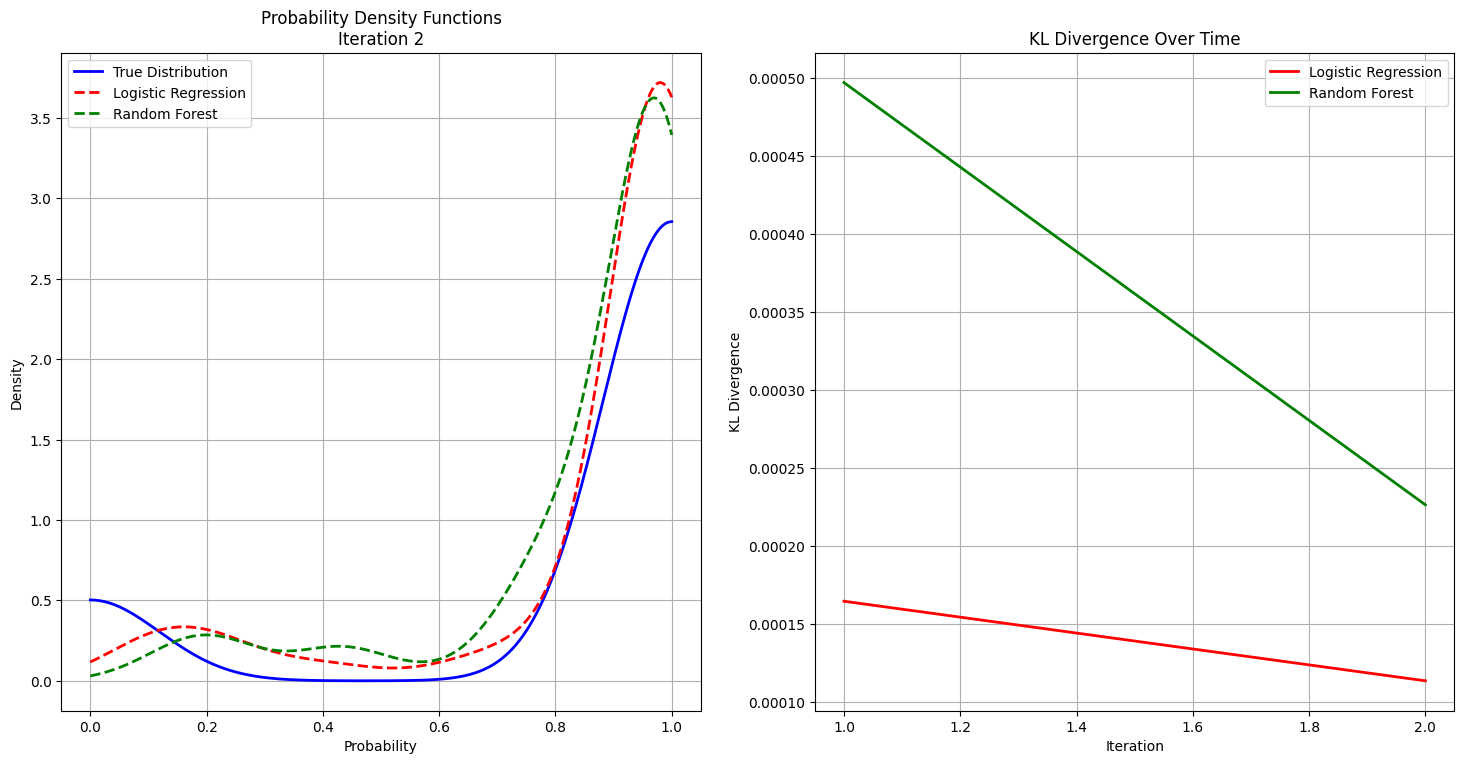 Probability Density Functions
Iteration 2
True Distribution
Logistic Regression
Random Forest
Density
3.5
3.0
2.5
2.0
1.5
1.0
0.5
0.0
0.0 0.2 0.4 0.6 0.8 1.0
Probability
KL Divergence Over Time
Logistic Regression
Random Forest
KL Divergence
0.00050
0.00045
0.00040
0.00035
0.00030
0.00025
0.00020
0.00015
0.00010
1.0 1.2 1.4 1.6 1.8 2.0
Iteration